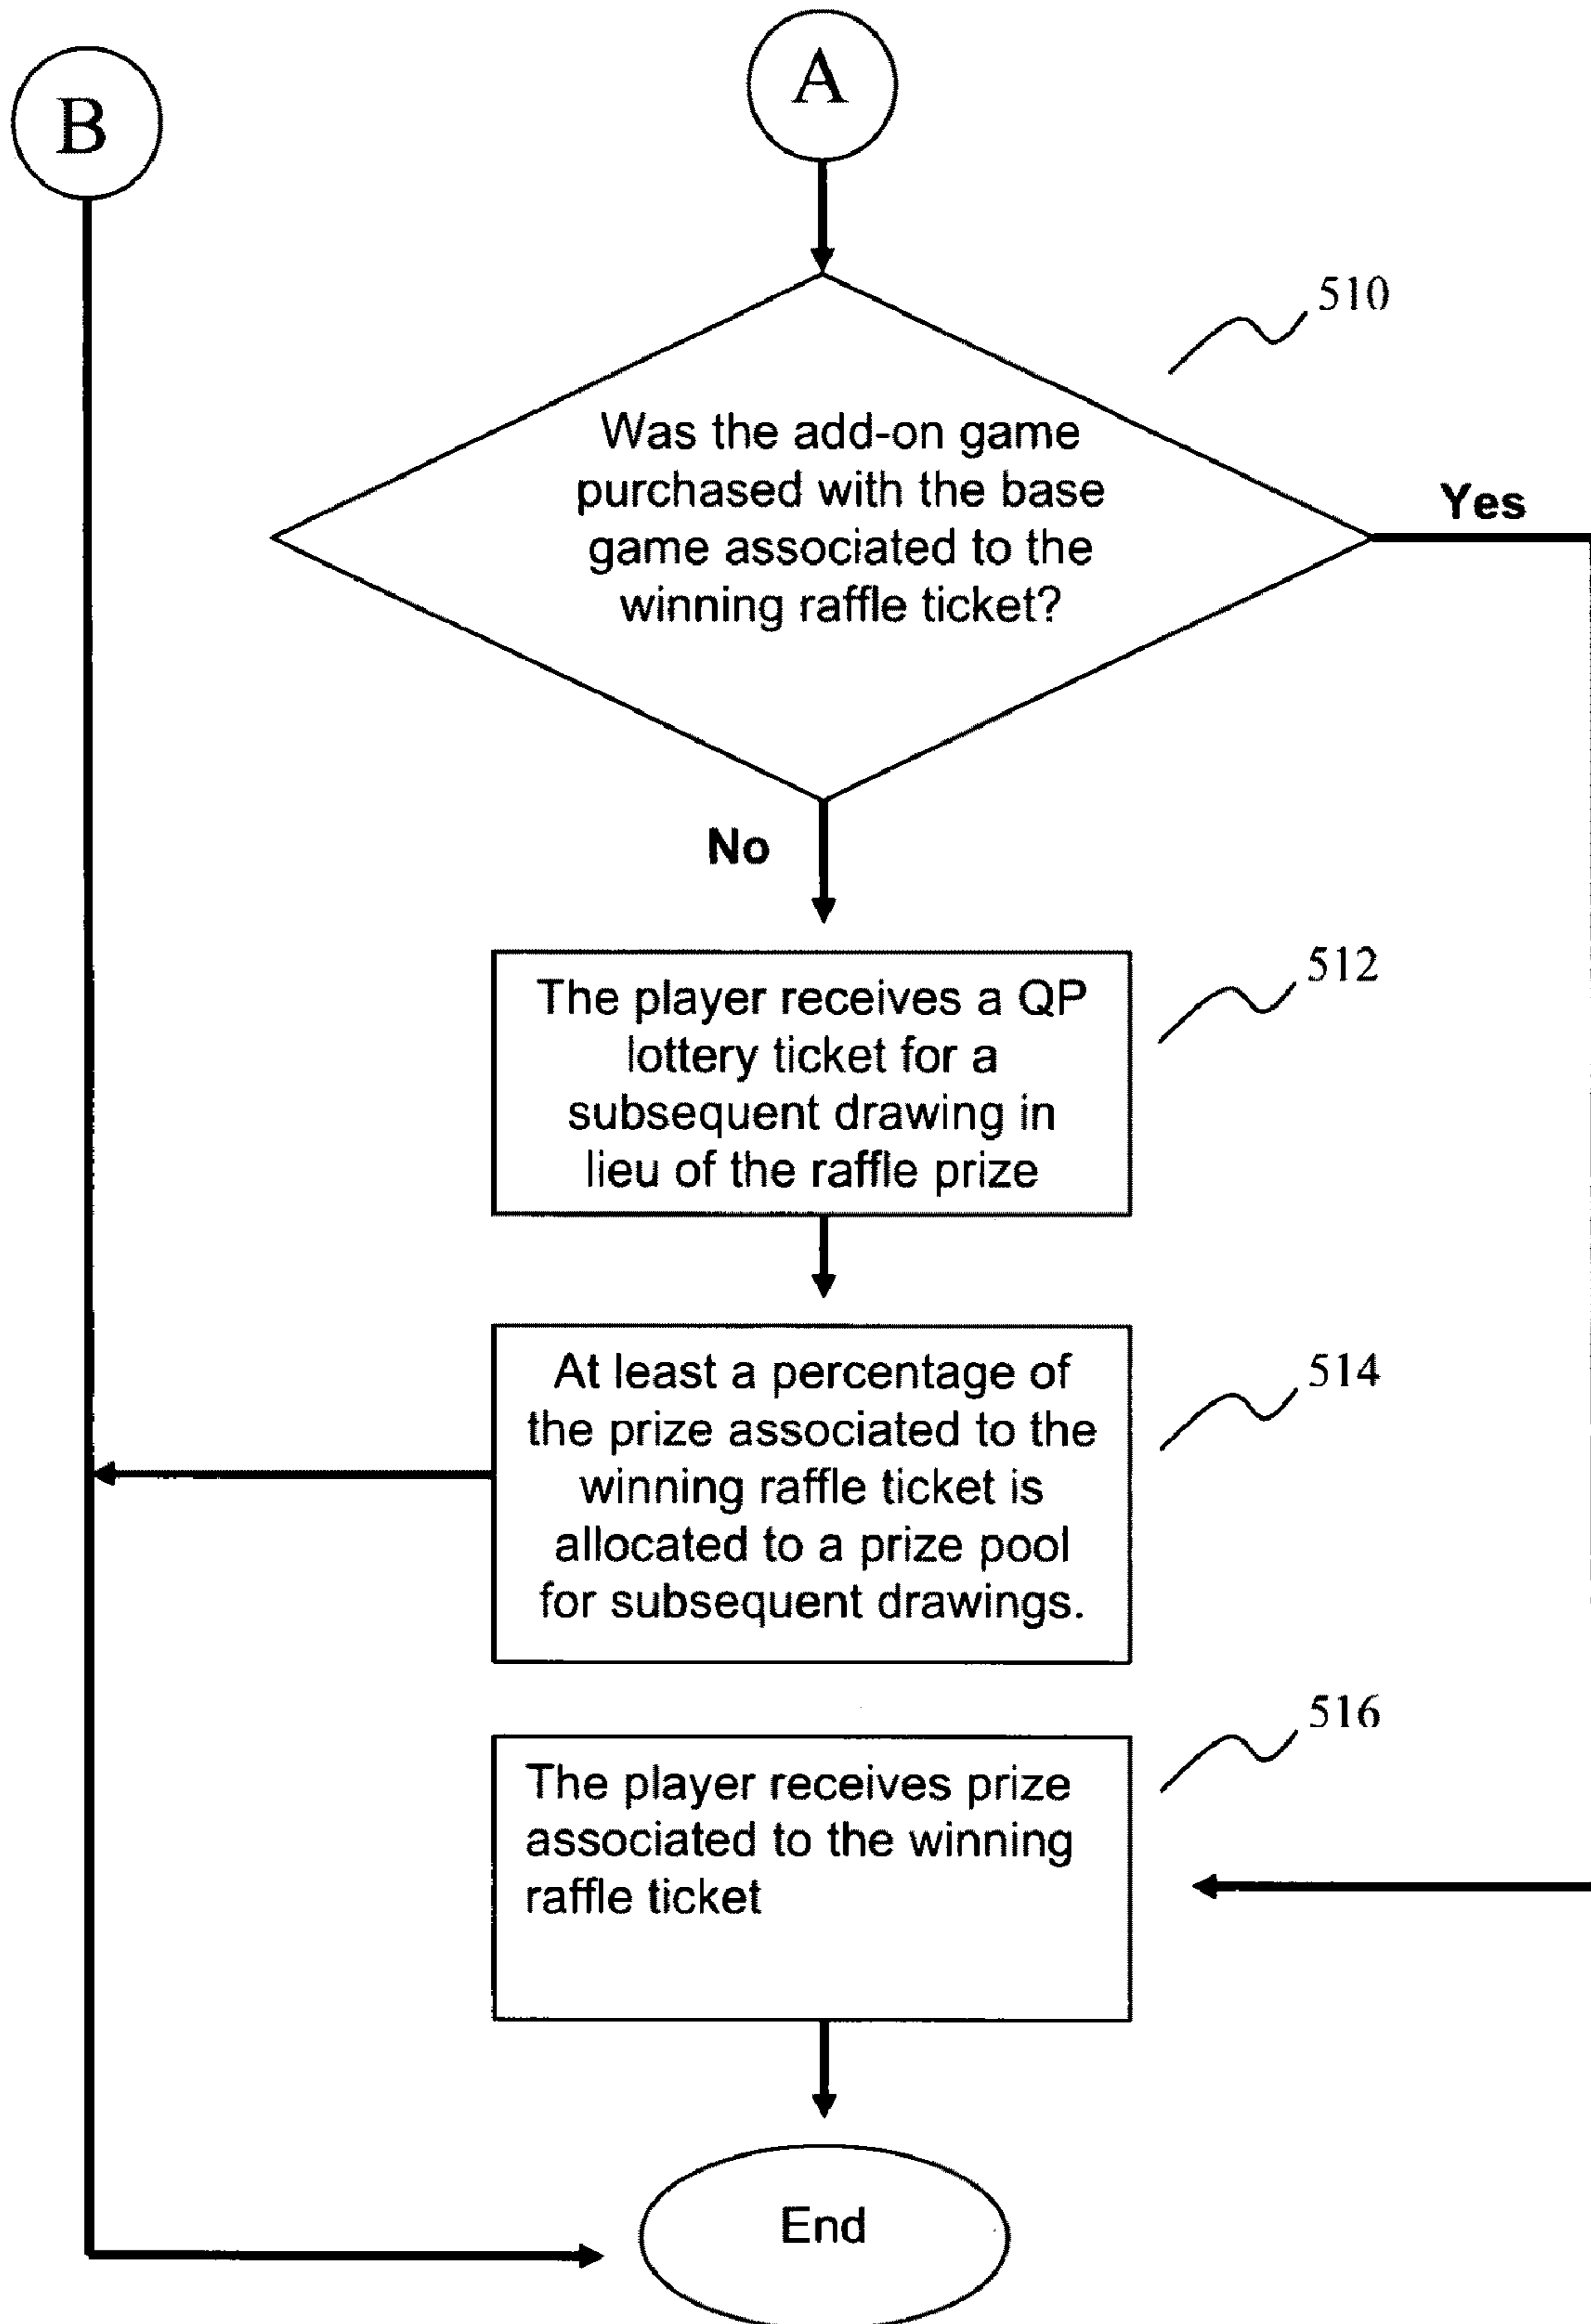 A
B
510
Was the add-on game
purchased with the base
game associated to the
winning raffle ticket?
Yes
No
512
The player receives a QP
lottery ticket for a
subsequent drawing in
lieu of the raffle prize
514
At least a percentage of
the prize associated to the
winning raffle ticket is
allocated to a prize pool
for subsequent drawings.
516
The player receives prize
associated to the winning
raffle ticket
End